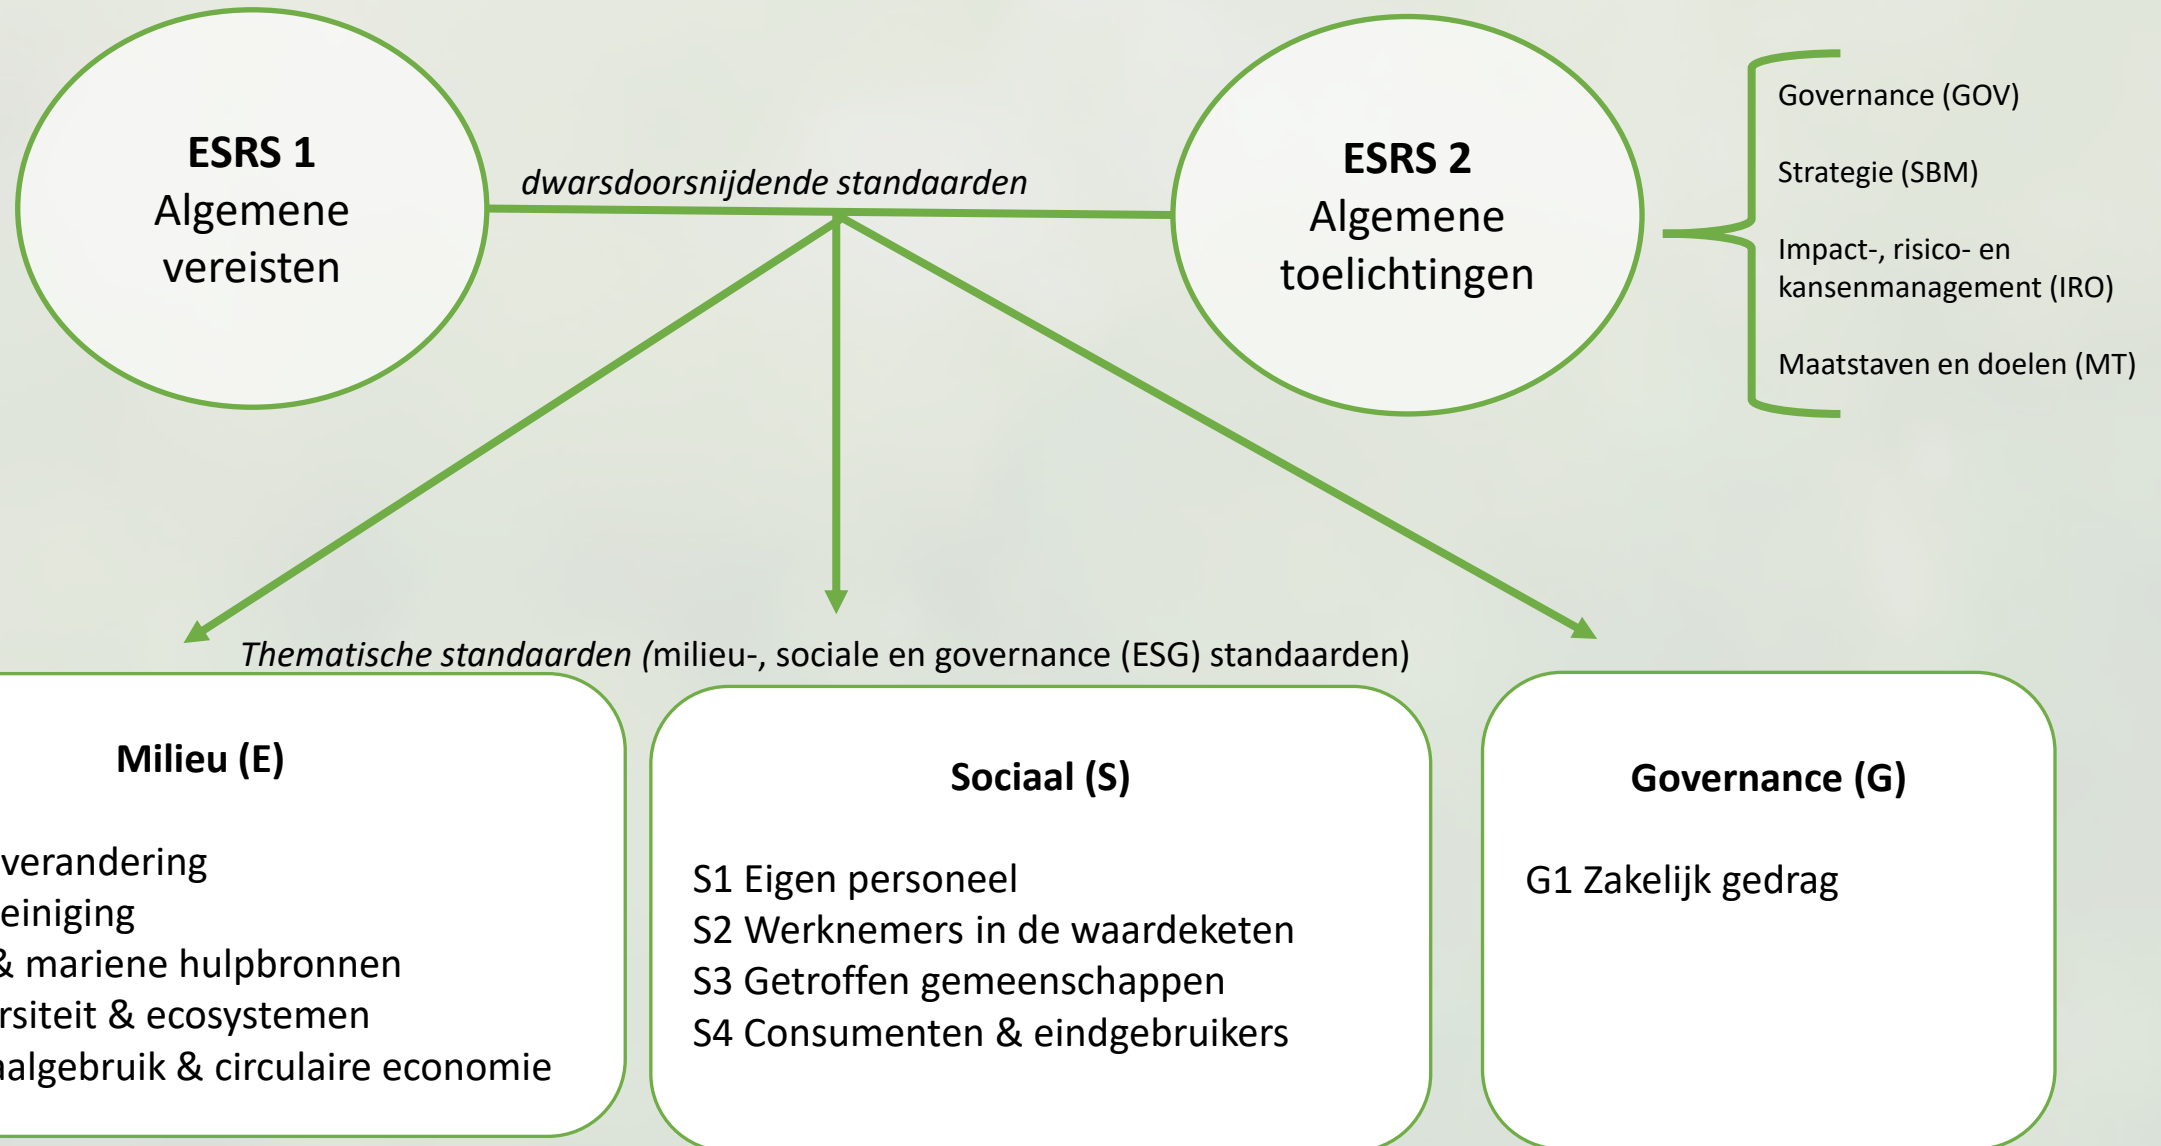 ESRS 1
Algemene
vereisten
dwarsdoorsnijdende standaarden
ESRS 2
Algemene
toelichtingen
Governance (GOV)
Strategie (SBM)
Impact-, risico- en
kansenmanagement (IRO)
Maatstaven en doelen (MT)
Thematische standaarden (milieu-, sociale en governance (ESG) standaarden)
Milieu (E)
verandering
einiging
& mariene hulpbronnen
rsiteit & ecosystemen
aalgebruik & circulaire economie
Sociaal (S)
S1 Eigen personeel
S2 Werknemers in de waardeketen
S3 Getroffen gemeenschappen
S4 Consumenten & eindgebruikers
Governance (G)
G1 Zakelijk gedrag